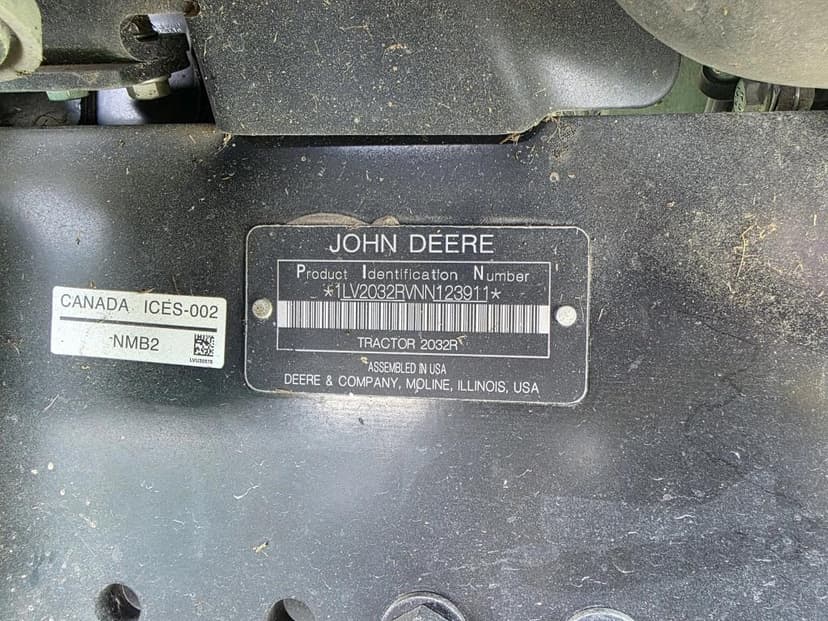 JOHN DEERE
Product Identification Number
*1LV2032RVNN123911*
TRACTOR 2032R
ASSEMBLED IN USA
DEERE & COMPANY, MOLINE, ILLINOIS, USA
CANADA ICES-002
NMB2